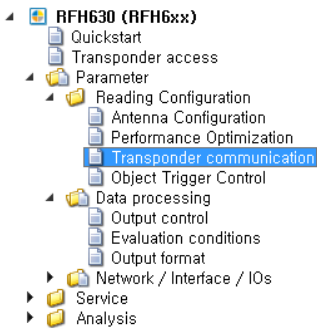 RFH630 (RFH6xx)
Quickstart
Transponder access
Parameter
Reading Configuration
Antenna Configuration
Performance Optimization
Transponder communication
Object Trigger Control
Data processing
Output control
Evaluation conditions
Output format
Network / Interface / IOs
Service
Analysis